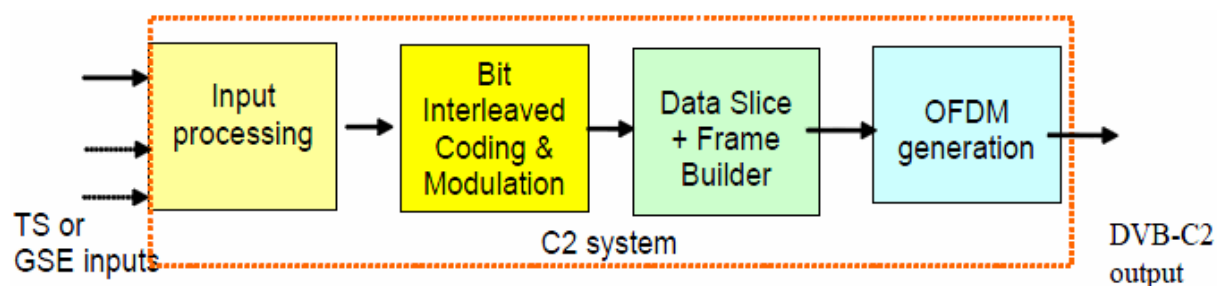 Input
processing
Bit
Interleaved
Coding &
Modulation
Data Slice
+ Frame
Builder
OFDM
generation
TS or
GSE inputs
C2 system
DVB-C2
output